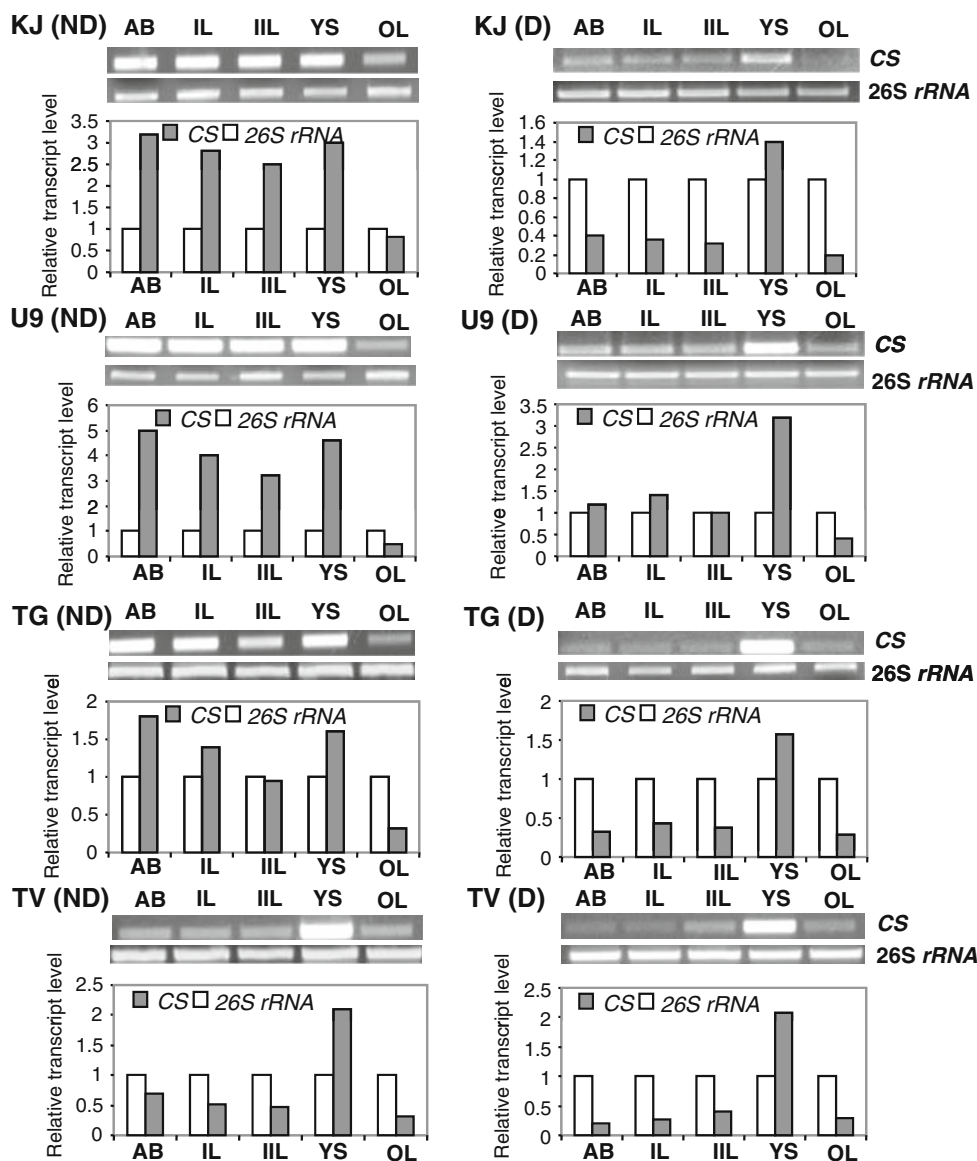 KJ (ND)
AB IL IIL YS OL
Relative transcript level
CS 26S rRNA
3.5
3
2.5
2
1.5
1
0.5
0
AB IL IIL YS OL
KJ (D)
AB IL IIL YS OL
CS
26S rRNA
Relative transcript level
CS 26S rRNA
1.6
1.4
1.2
1
0.8
0.6
0.4
0.2
0
AB IL IIL YS OL
U9 (ND)
AB IL IIL YS OL
Relative transcript level
CS 26S rRNA
6
5
4
3
2
1
0
AB IL IIL YS OL
U9 (D)
AB IL IIL YS OL
CS
26S rRNA
Relative transcript level
CS 26S rRNA
3.5
3
2.5
2
1.5
1
0.5
0
AB IL IIL YS OL
TG (ND)
AB IL IIL YS OL
Relative transcript level
CS 26S rRNA
2
1.5
1
0.5
0
AB IL IIL YS OL
TG (D)
AB IL IIL YS OL
CS
26S rRNA
Relative transcript level
CS 26S rRNA
2
1.5
1
0.5
0
AB IL IIL YS OL
TV (ND)
AB IL IIL YS OL
Relative transcript level
CS 26S rRNA
2.5
2
1.5
1
0.5
0
AB IL IIL YS OL
TV (D)
AB IL IIL YS OL
CS
26S rRNA
Relative transcript level
CS 26S rRNA
2.5
2
1.5
1
0.5
0
AB IL IIL YS OL